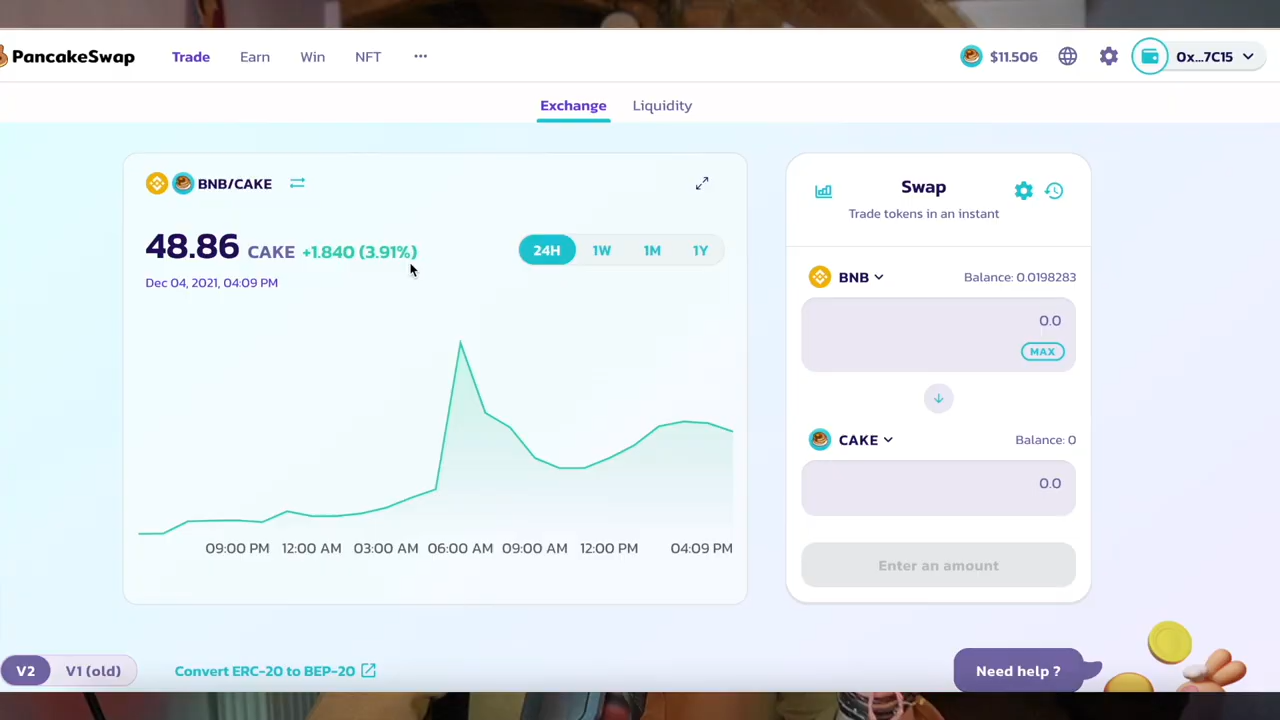 PancakeSwap Trade Earn Win NFT ··· $11.506 0x...7C15
Exchange Liquidity
BNB/CAKE
48.86 CAKE +1.840 (3.91%)
Dec 04, 2021, 04:09 PM
24H 1W 1M 1Y
09:00 PM 12:00 AM 03:00 AM 06:00 AM 09:00 AM 12:00 PM 04:09 PM
Swap
Trade tokens in an instant
BNB Balance: 0.0198283
0.0
MAX
CAKE Balance: 0
0.0
Enter an amount
V2 V1 (old) Convert ERC-20 to BEP-20
Need help ?